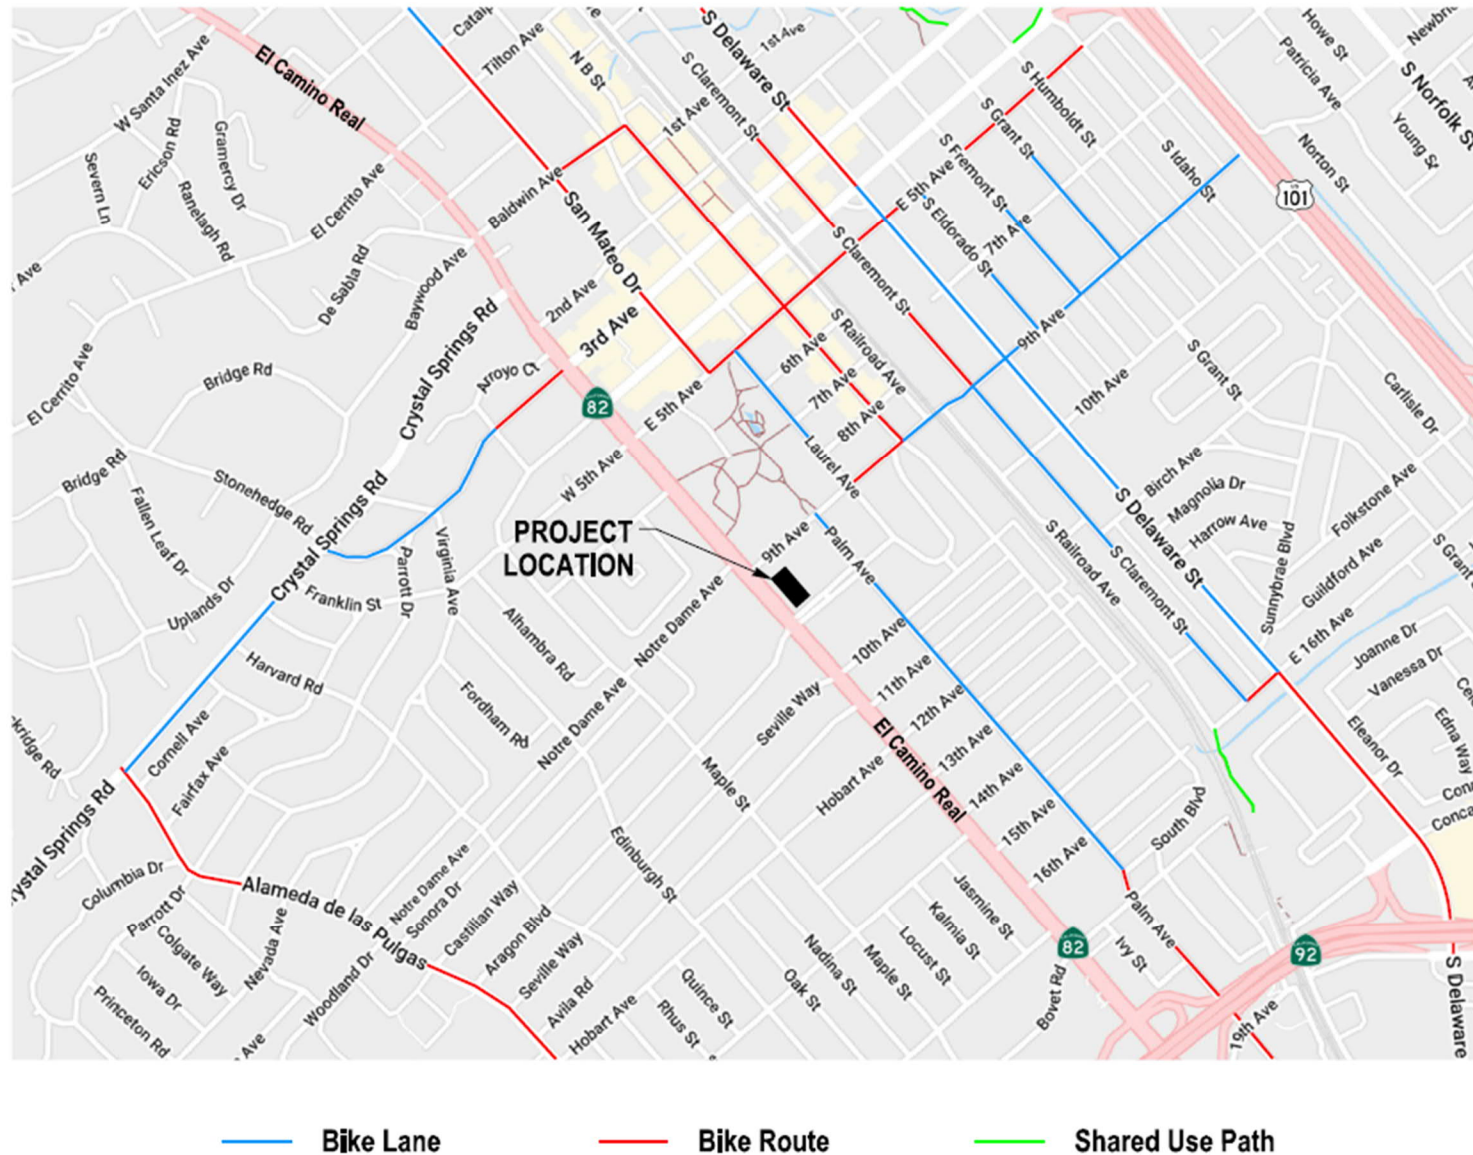 Tilton Ave
N B St
1st Ave
S Delaware St
S Claremont St
S Humboldt St
S Grant St
S Fremont St
S Idaho St
Howe St
Patricia Ave
S Norfolk St
Young St
Norton St
101
W Santa Inez Ave
El Camino Real
Ericson Rd
Gramercy Dr
Severn Ln
Ranelagh Rd
El Cerrito Ave
De Sabla Rd
Baywood Ave
Baldwin Ave
1st Ave
San Mateo Dr
2nd Ave
3rd Ave
Crystal Springs Rd
E 5th Ave
S Eldorado St
7th Ave
S Claremont St
9th Ave
S Railroad Ave
6th Ave
7th Ave
8th Ave
Laurel Ave
E 5th Ave
W 5th Ave
82
Arroyo Ct
El Cerrito Ave
Bridge Rd
Crystal Springs Rd
Bridge Rd
Stonehedge Rd
Fallen Leaf Dr
Crystal Springs Rd
Uplands Dr
Franklin St
Parrott Dr
Virginia Ave
PROJECT
LOCATION
9th Ave
Palm Ave
S Grant St
10th Ave
Carlisle Dr
Birch Ave
Magnolia Dr
Harrow Ave
Folkstone Ave
Sunnybrae Blvd
Guildford Ave
S Grant
S Delaware St
S Railroad Ave
S Claremont St
E 16th Ave
Joanne Dr
Vanessa Dr
Edna Way
Eleanor Dr
Harvard Rd
Alhambra Rd
Notre Dame Ave
Fordham Rd
Notre Dame Ave
Seville Way
10th Ave
11th Ave
12th Ave
13th Ave
14th Ave
15th Ave
16th Ave
El Camino Real
Hobart Ave
Maple St
South Blvd
Cornell Ave
Fairfax Ave
Crystal Springs Rd
Columbia Dr
Alameda de las Pulgas
Parrott Dr
Colgate Way
Iowa Dr
Princeton Rd
Nevada Ave
Woodland Dr
Notre Dame Ave
Sonora Dr
Castilian Way
Aragon Blvd
Seville Way
Avila Rd
Hobart Ave
Edinburgh St
Quince St
Rhus St
Oak St
Nadina St
Maple St
Locust St
Kalmia St
Jasmine St
Bovet Rd
82
Ivy St
Palm Ave
19th Ave
92
S Delaware
Bike Lane
Bike Route
Shared Use Path